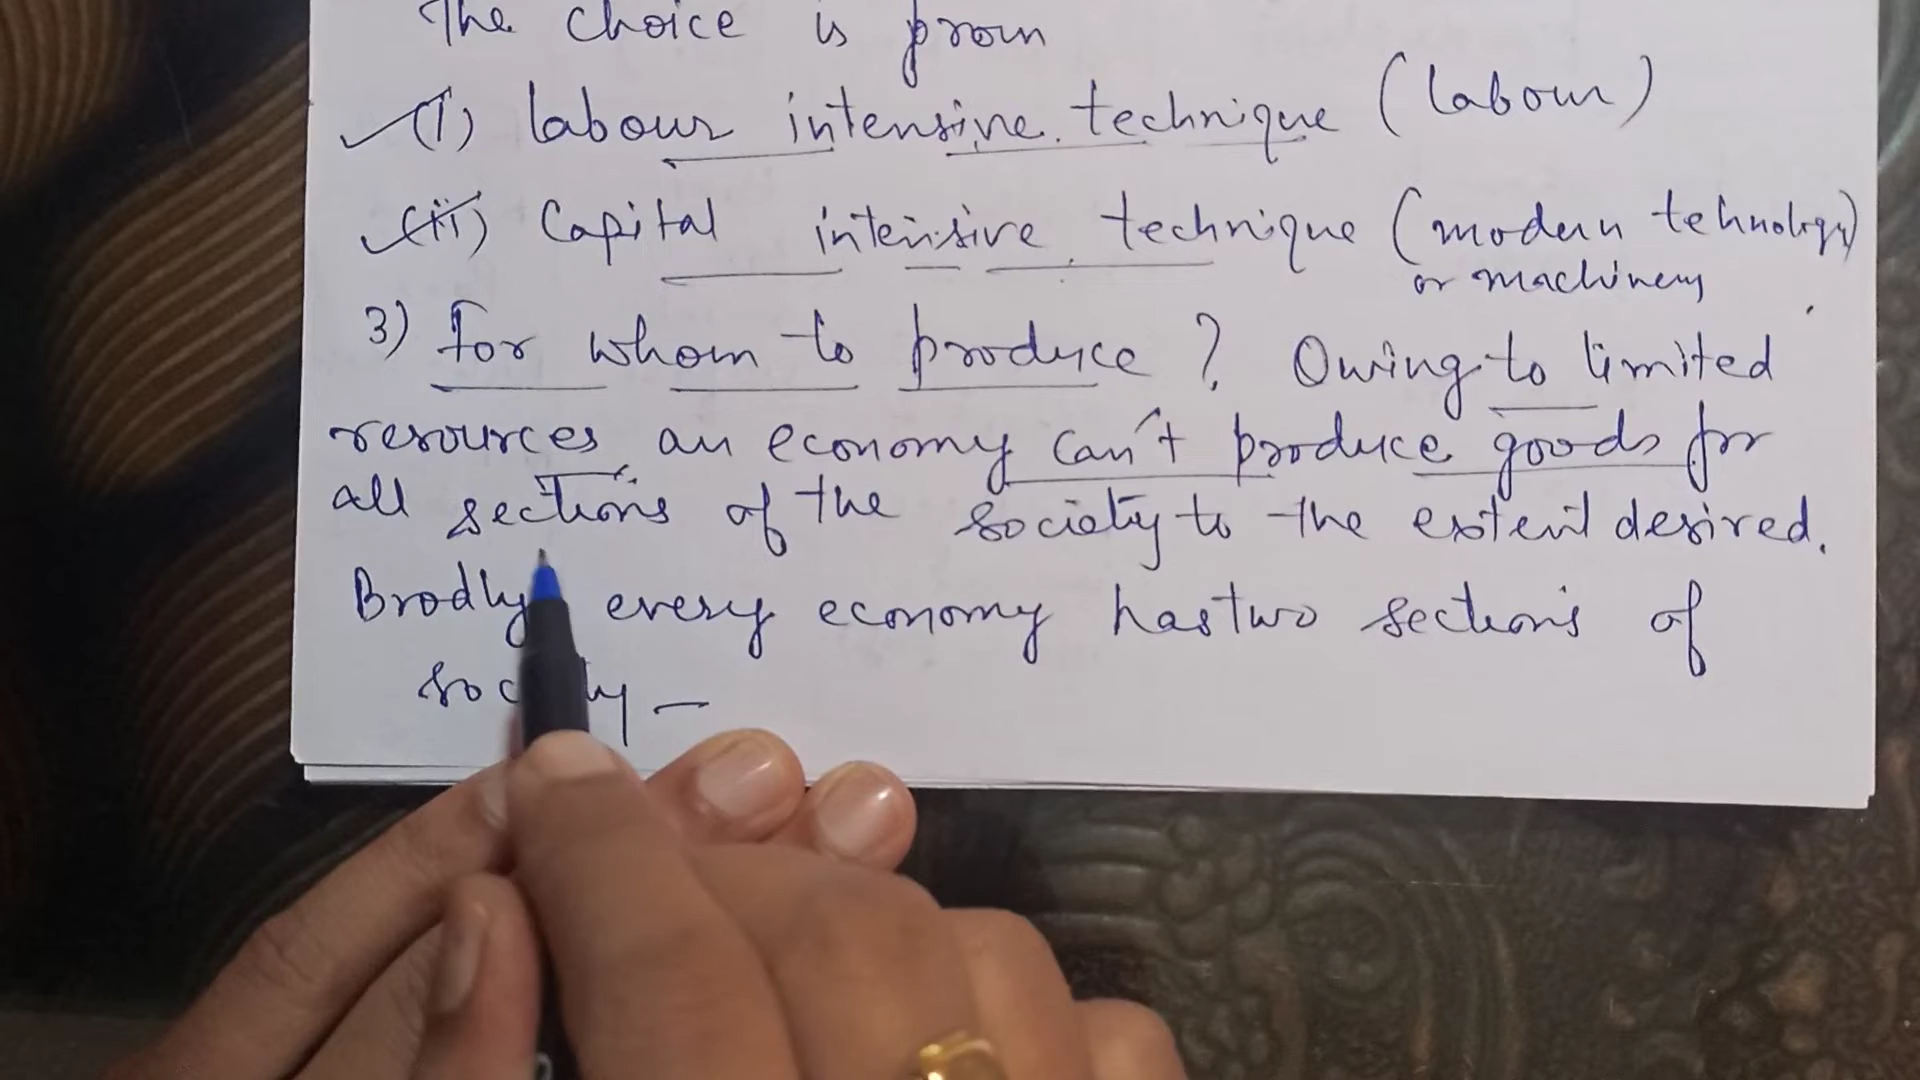 The choice is from
(i) labour intensive technique (labour)
(ii) Capital intensive technique (modern tehnology)
or machinery
3) For whom to produce ? Owing to limited
resources an economy can't produce goods for
all sections of the society to the extent desired.
Brodly every economy has two sections of
society –